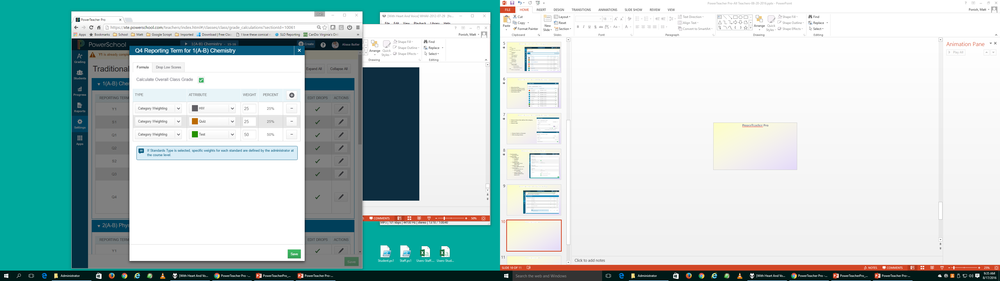 Matt
PowerTeacher Pro
https://xte.powerschool.com/teachers/index.html#/classes/class/grade_calculations?sectionId=10061
Apps Bookmarks School Matt Google Script Imported Download | Free Clas I love these comical n SLO Reporting CanDo: Virginia's Onli »
PowerSchool
1(A-B) Chemistry - 15-16
Create
Alissa Butler
Y1 is already comple
Grading
Students
Progress
Reports
Settings
Apps
Traditional
Expand All
Collapse All
1(A-B) Che
REPORTING TERM
EDIT DROPS ACTIONS
Y1
S1
Q1
Q2
S2
Q3
Q4
2(A-B) Phys
REPORTING TERM
EDIT DROPS ACTIONS
Y1
Save
Q4 Reporting Term for 1(A-B) Chemistry
Formula Drop Low Scores
Calculate Overall Class Grade
TYPE ATTRIBUTE WEIGHT PERCENT
Category Weighting HW 25 25%
Category Weighting Quiz 25 25%
Category Weighting Test 50 50%
If Standards Type is selected, specific weights for each standard are defined by the administrator at
the course level.
Save
[With Heart And Voice] WHAV-2012-07-29 [fo...
File Edit View Playback Library Help
Ponish, Matt
Arrange
Quick
Styles
Shape Fill
Shape Outline
Shape Effects
Find
Replace
Select
Drawing
Editing
COMMENTS
50%
MP3 | 101 kbps | 44100 Hz | stereo | 13:18 / 1:00:40
Student.ps1 Staff.ps1 Users-Staff.... Users-Stud...
Administrator
[With Heart And Vo...
PowerTeacher Pro -...
PowerTeacherPro_...
PowerTeacher Pro-...
PowerTeacher Pro-All Teachers-08-20-2016.pptx - PowerPoint
FILE HOME INSERT DESIGN TRANSITIONS ANIMATIONS SLIDE SHOW REVIEW VIEW
Ponish, Matt
Paste
Cut
Copy
Format Painter
Clipboard
New
Slide
Layout
Reset
Section
Slides
18
Font
Text Direction
Align Text
Convert to SmartArt
Paragraph
Arrange
Quick
Styles
Shape Fill
Shape Outline
Shape Effects
Drawing
Find
Replace
Select
Editing
5
6
7
8
9
10
11
PowerTeacher Pro
Animation Pane
Play All
Click to add notes
SLIDE 10 OF 11
NOTES
COMMENTS
25%
Search the web and Windows
Administrator
[With Heart And Vo...
PowerTeacher Pro -...
PowerTeacherPro_...
PowerTeacher Pro-...
9:35 AM
8/17/2016